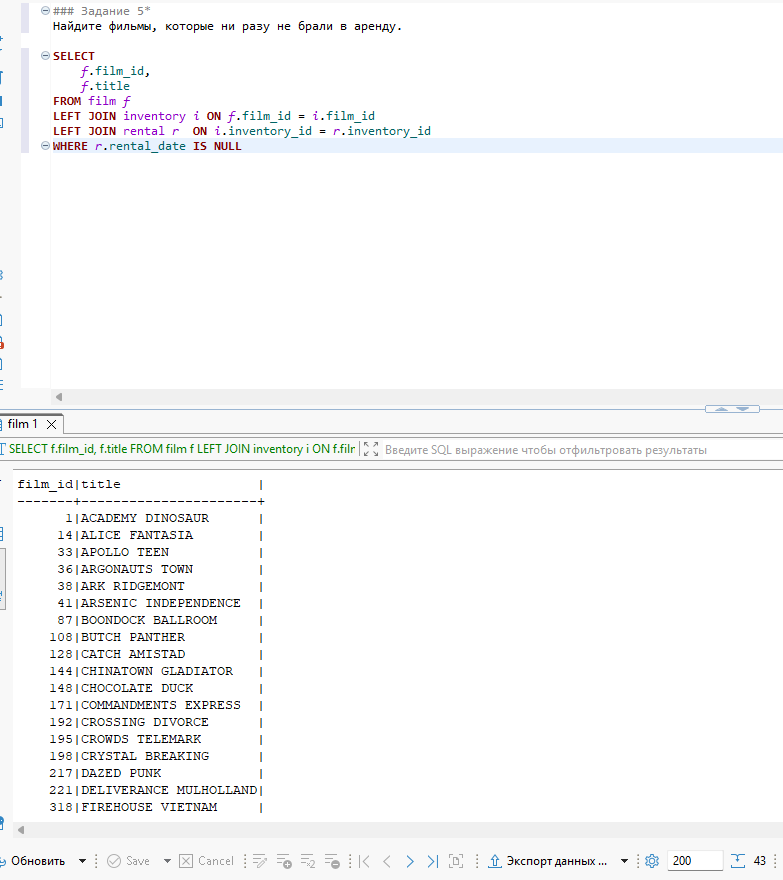 ### Задание 5*
Найдите фильмы, которые ни разу не брали в аренду.
SELECT
f.film_id,
f.title
FROM film f
LEFT JOIN inventory i ON f.film_id = i.film_id
LEFT JOIN rental r  ON i.inventory_id = r.inventory_id
WHERE r.rental_date IS NULL
film 1
SELECT f.film_id, f.title FROM film f LEFT JOIN inventory i ON f.film Введите SQL выражение чтобы отфильтровать результаты
film_id|title                 |
-------+----------------------+
1|ACADEMY DINOSAUR      |
14|ALICE FANTASIA        |
33|APOLLO TEEN           |
36|ARGONAUTS TOWN        |
38|ARK RIDGEMONT         |
41|ARSENIC INDEPENDENCE  |
87|BOONDOCK BALLROOM     |
108|BUTCH PANTHER         |
128|CATCH AMISTAD         |
144|CHINATOWN GLADIATOR   |
148|CHOCOLATE DUCK        |
171|COMMANDMENTS EXPRESS  |
192|CROSSING DIVORCE      |
195|CROWDS TELEMARK       |
198|CRYSTAL BREAKING      |
217|DAZED PUNK            |
221|DELIVERANCE MULHOLLAND|
318|FIREHOUSE VIETNAM     |
Обновить Save Cancel Экспорт данных ... 200 43